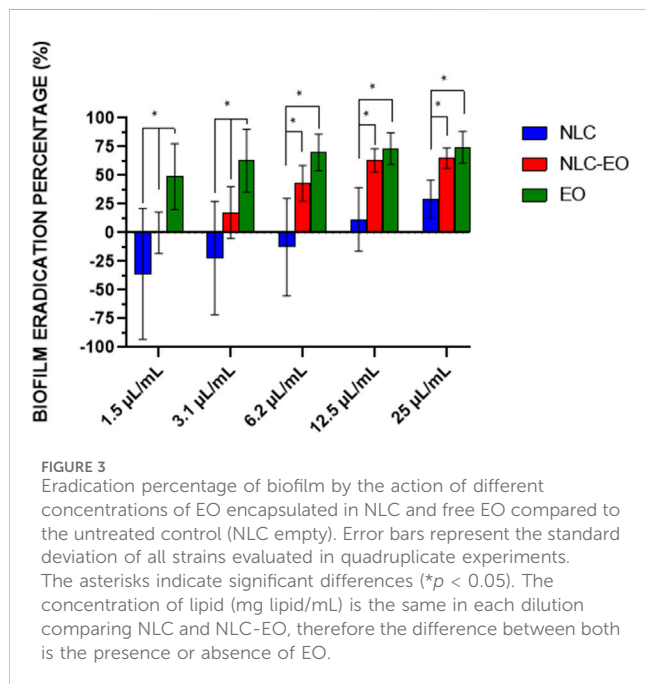 BIOFILM ERADICATION PERCENTAGE (%)
100
75
50
25
0
-25
-50
-75
-100
* * * * * * * *
1.5 µL/mL
3.1 µL/mL
6.2 µL/mL
12.5 µL/mL
25 µL/mL
NLC
NLC-EO
EO
FIGURE 3
Eradication percentage of biofilm by the action of different
concentrations of EO encapsulated in NLC and free EO compared to
the untreated control (NLC empty). Error bars represent the standard
deviation of all strains evaluated in quadruplicate experiments.
The asterisks indicate significant differences (*p < 0.05). The
concentration of lipid (mg lipid/mL) is the same in each dilution
comparing NLC and NLC-EO, therefore the difference between both
is the presence or absence of EO.